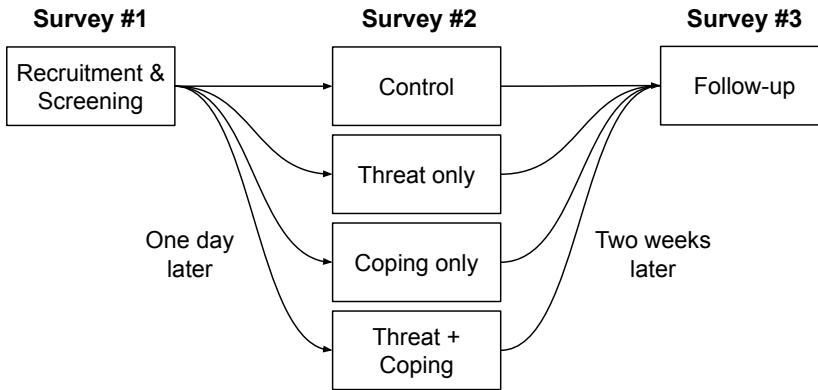 Survey #1
Survey #2
Survey #3
Recruitment &
Screening
Control
Follow-up
Threat only
One day
later
Coping only
Two weeks
later
Threat +
Coping